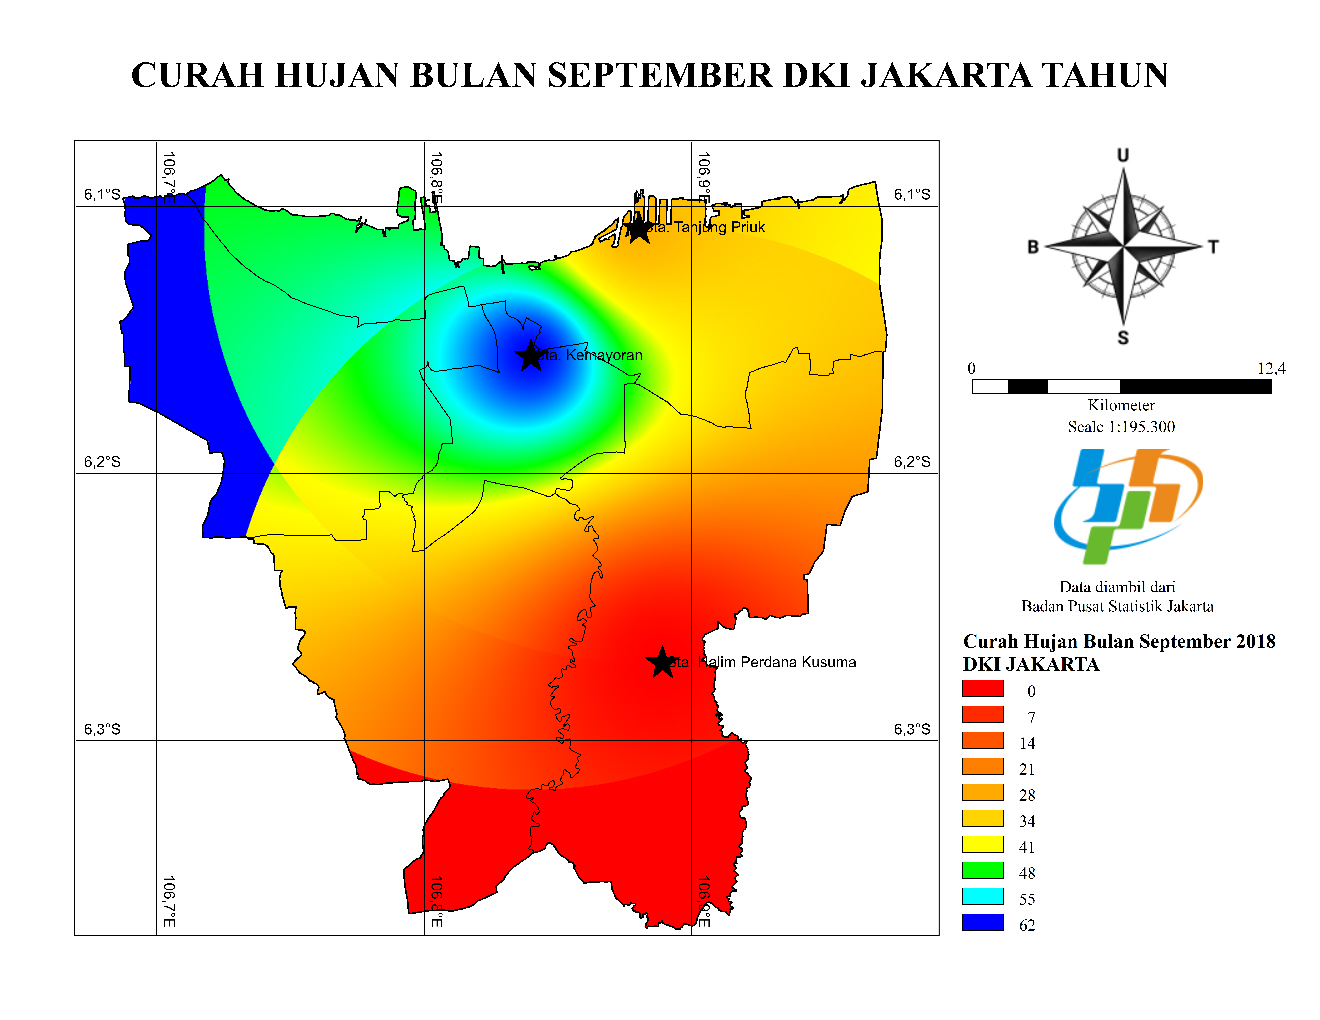 CURAH HUJAN BULAN SEPTEMBER DKI JAKARTA TAHUN
106,7°E
106,8°E
106,9°E
6,1°S
6,1°S
Sta. Tanjung Priuk
Sta. Kemayoran
6,2°S
6,2°S
Sta. Halim Perdana Kusuma
6,3°S
6,3°S
106,7°E
106,8°E
106,9°E
U
B
T
S
0
12,4
Kilometer
Scale 1:195.300
Data diambil dari
Badan Pusat Statistik Jakarta
Curah Hujan Bulan September 2018
DKI JAKARTA
0
7
14
21
28
34
41
48
55
62